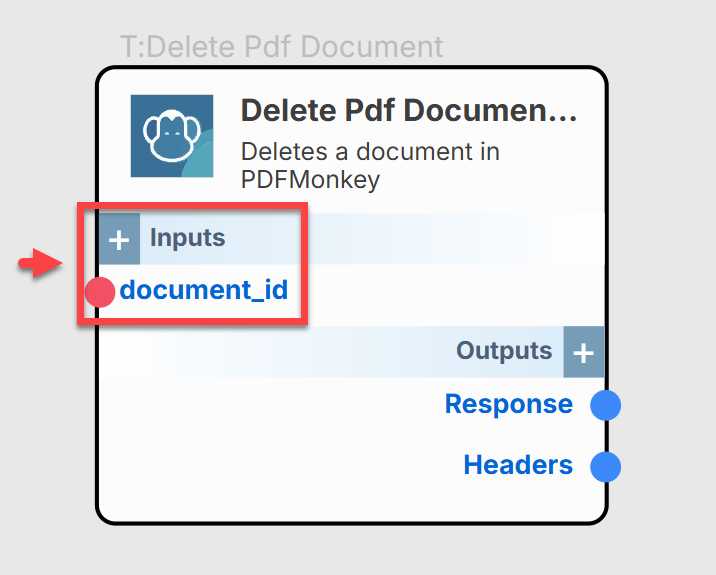 T:Delete Pdf Document
Delete Pdf Documen...
Deletes a document in
PDFMonkey
+ Inputs
document_id
Outputs +
Response
Headers